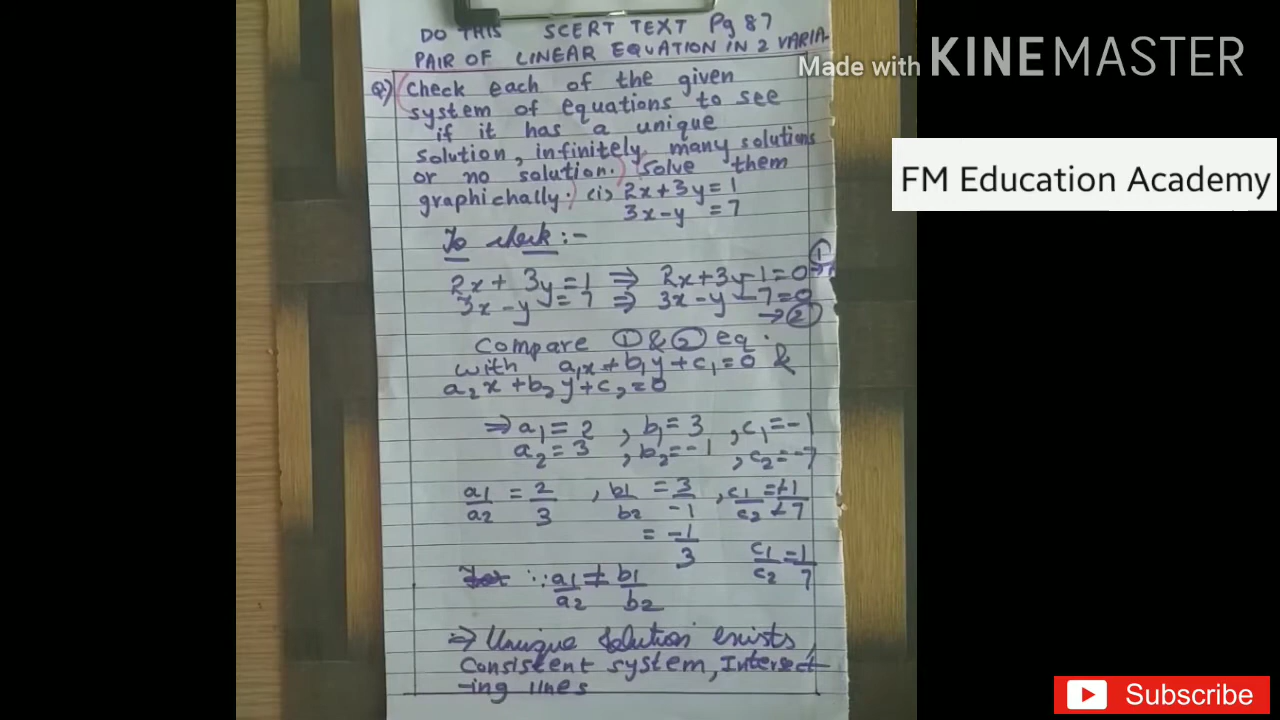 DO THIS SCERT TEXT Pg 87
PAIR OF LINEAR EQUATION IN 2 VARIA-
Made with KINEMASTER
Q) Check each of the given
system of equations to see
if it has a unique
solution, infinitely many solutions
or no solution. Solve them
graphichally. (i) 2x+3y=1
3x-y =7
FM Education Academy
To check:-
2x+3y=1 ⇒ 2x+3y-1=0 → ①
3x-y=7 ⇒ 3x-y-7=0
→ ②
Compare ① & ② eq.
with a₁x+b₁y+c₁=0 &
a₂x+b₂y+c₂=0
⇒ a₁=2 , b₁=3 , c₁=-1
a₂=3 , b₂=-1 , c₂=-7
a₁/a₂ = 2/3 , b₁/b₂ = 3/-1 , c₁/c₂ = -1/-7
= -1/3 c₁/c₂ = 1/7
∵ a₁/a₂ ≠ b₁/b₂
⇒ Unique Solution exists,
Consistent system, Intersect-
-ing lines
Subscribe